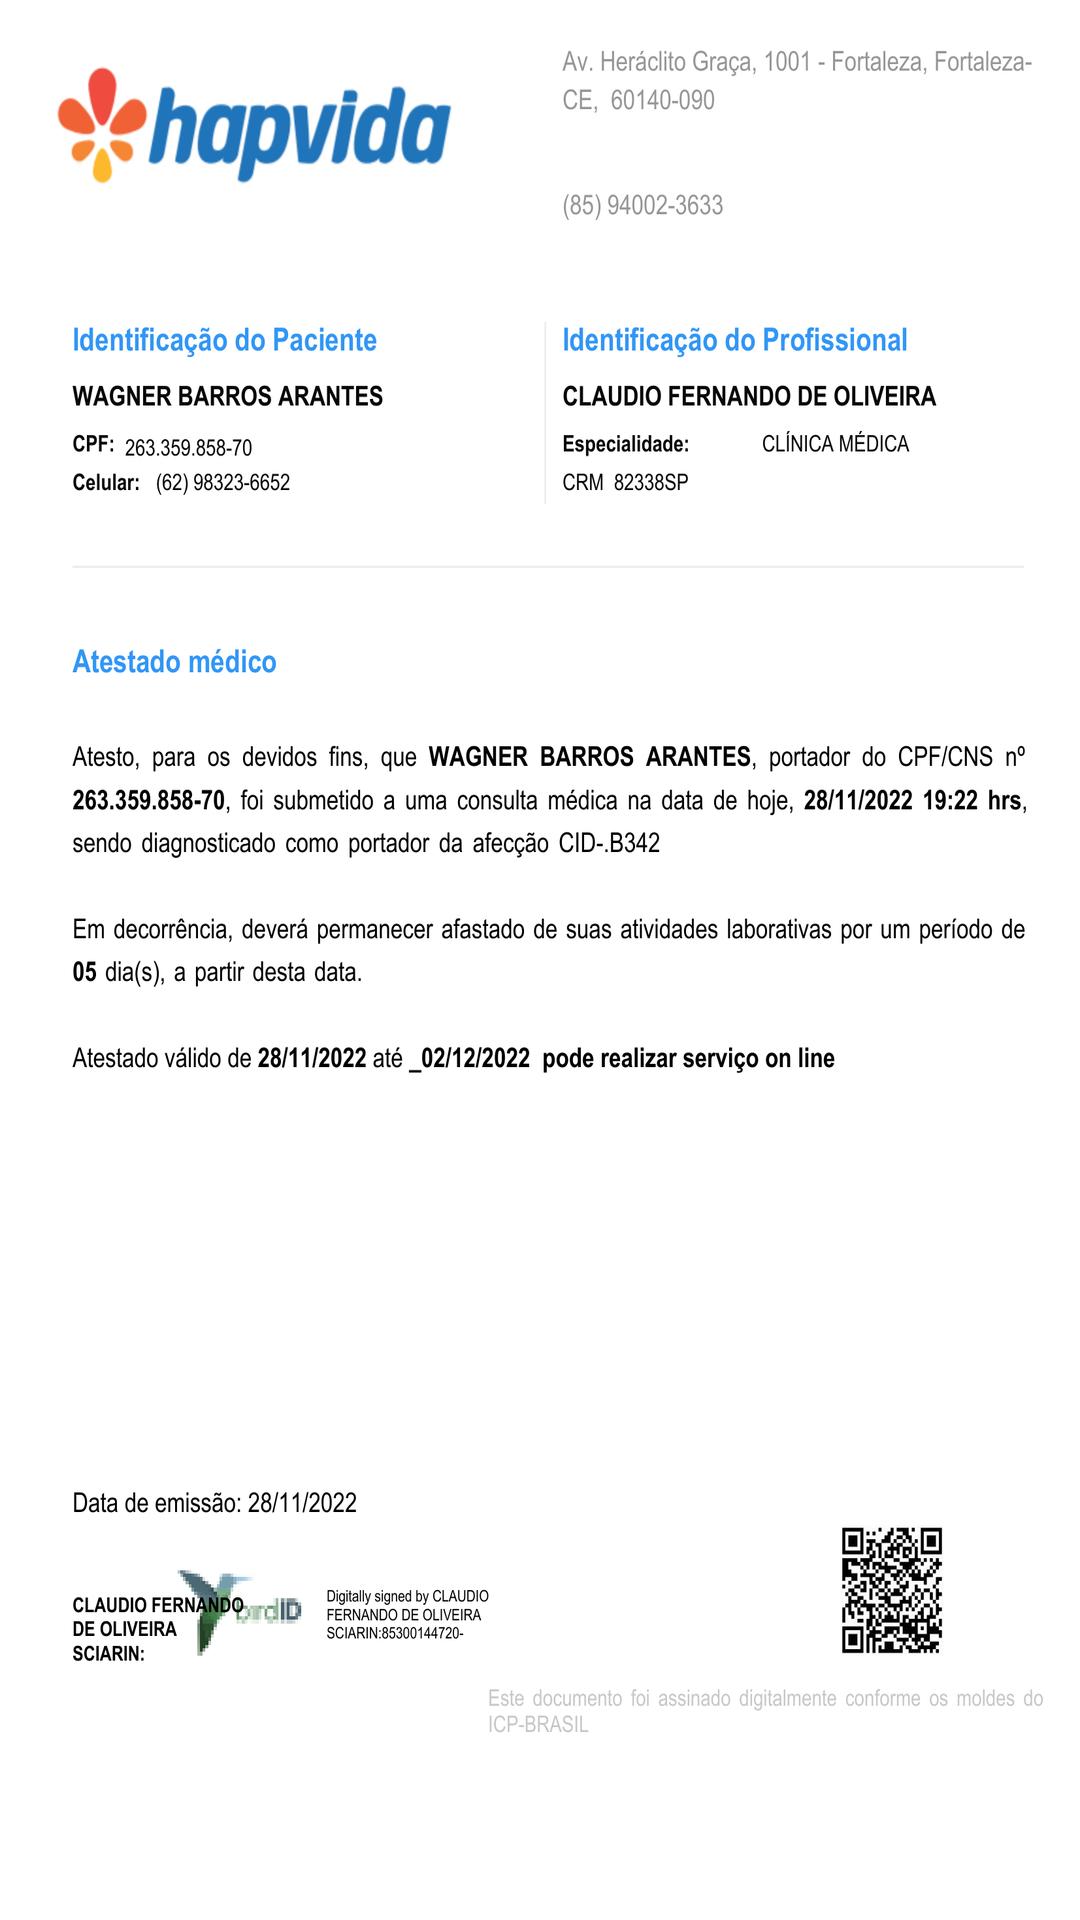 hapvida
Av. Heráclito Graça, 1001 - Fortaleza, Fortaleza-
CE, 60140-090
(85) 94002-3633
Identificação do Paciente
WAGNER BARROS ARANTES
CPF: 263.359.858-70
Celular: (62) 98323-6652
Identificação do Profissional
CLAUDIO FERNANDO DE OLIVEIRA
Especialidade: CLÍNICA MÉDICA
CRM 82338SP
Atestado médico
Atesto, para os devidos fins, que WAGNER BARROS ARANTES, portador do CPF/CNS nº
263.359.858-70, foi submetido a uma consulta médica na data de hoje, 28/11/2022 19:22 hrs,
sendo diagnosticado como portador da afecção CID-.B342
Em decorrência, deverá permanecer afastado de suas atividades laborativas por um período de
05 dia(s), a partir desta data.
Atestado válido de 28/11/2022 até _02/12/2022 pode realizar serviço on line
Data de emissão: 28/11/2022
CLAUDIO FERNANDO
DE OLIVEIRA
SCIARIN:
birdID
Digitally signed by CLAUDIO
FERNANDO DE OLIVEIRA
SCIARIN:85300144720-
Este documento foi assinado digitalmente conforme os moldes do
ICP-BRASIL